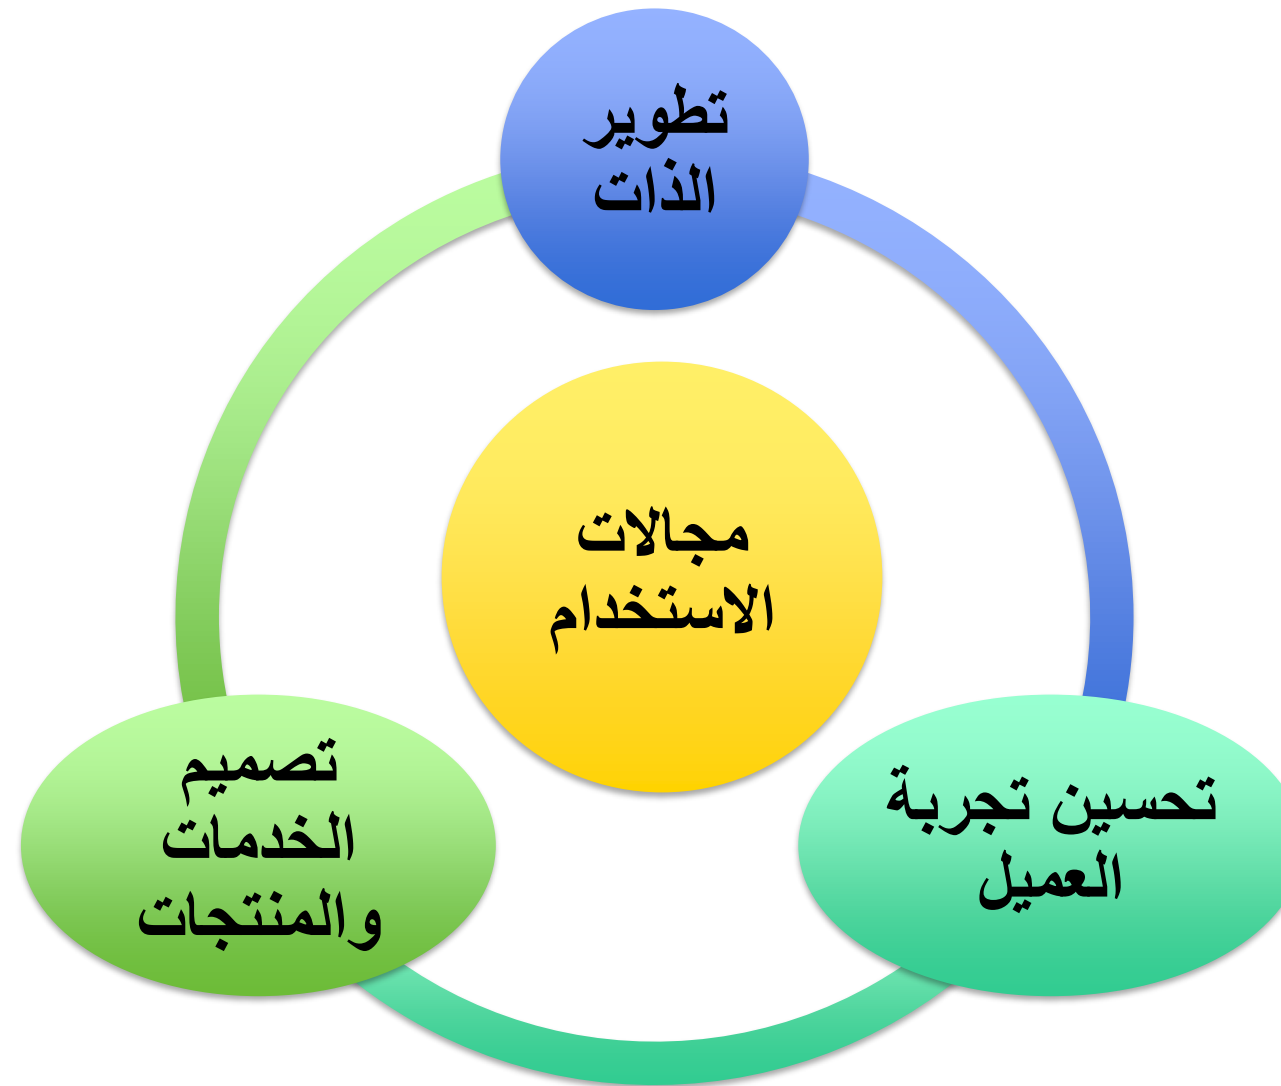 تطوير
الذات
مجالات
الاستخدام
تحسين تجربة
العميل
تصميم
الخدمات
والمنتجات